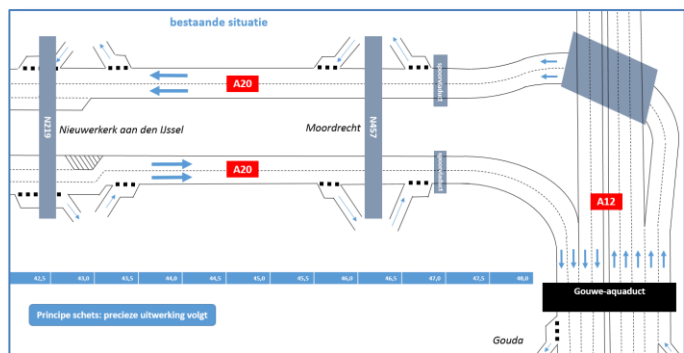 bestaande situatie
A20
N219
Nieuwerkerk aan den IJssel
Moordrecht
N457
spoorviaduct
spoorviaduct
A20
A12
42,5 43,0 43,5 44,0 44,5 45,0 45,5 46,0 46,5 47,0 47,5 48,0
Gouwe-aquaduct
Principe schets: precieze uitwerking volgt
Gouda